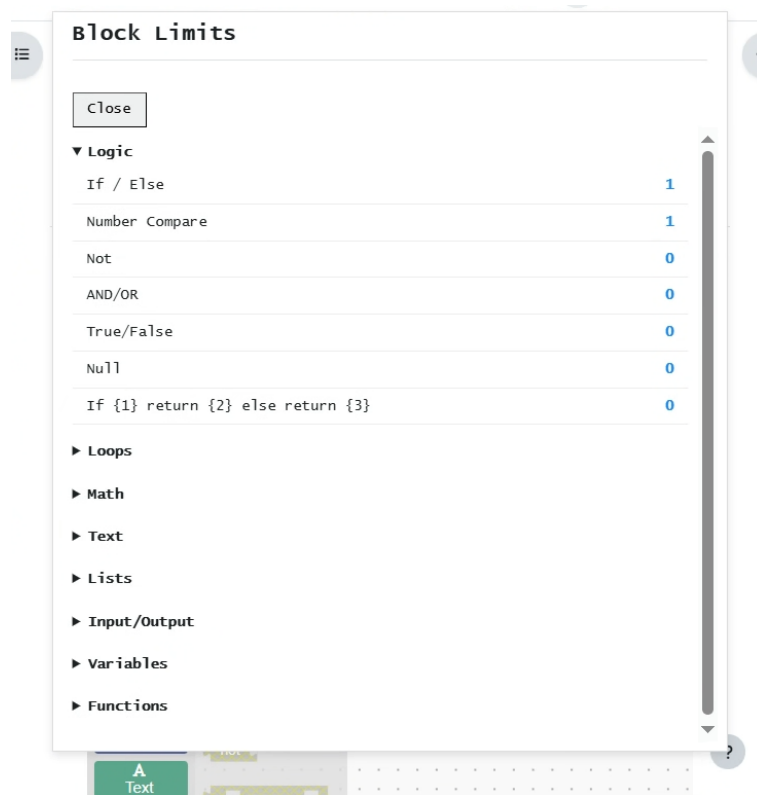 Block Limits
Close
▼ Logic
If / Else 1
Number Compare 1
Not 0
AND/OR 0
True/False 0
Null 0
If {1} return {2} else return {3} 0
▶ Loops
▶ Math
▶ Text
▶ Lists
▶ Input/Output
▶ Variables
▶ Functions
?
A
Text